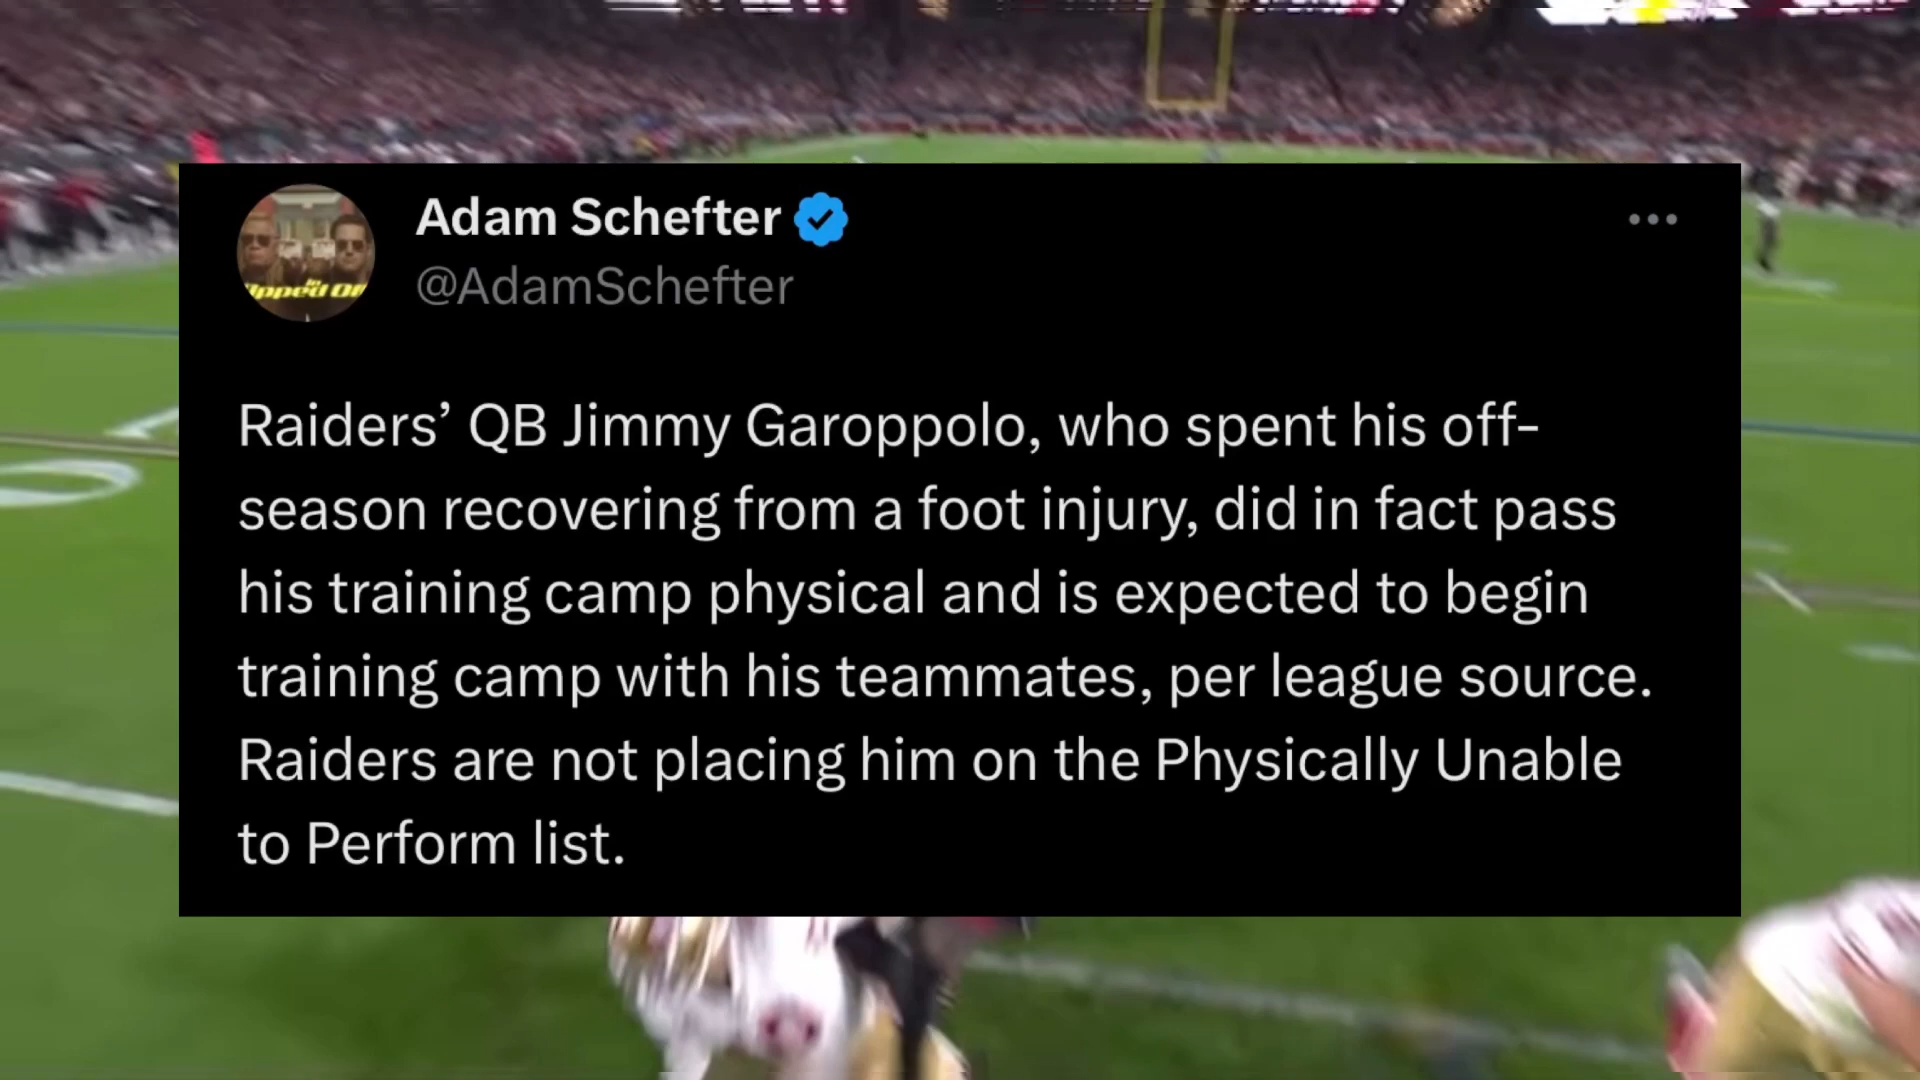 Adam Schefter
@AdamSchefter
Raiders’ QB Jimmy Garoppolo, who spent his off-
season recovering from a foot injury, did in fact pass
his training camp physical and is expected to begin
training camp with his teammates, per league source.
Raiders are not placing him on the Physically Unable
to Perform list.